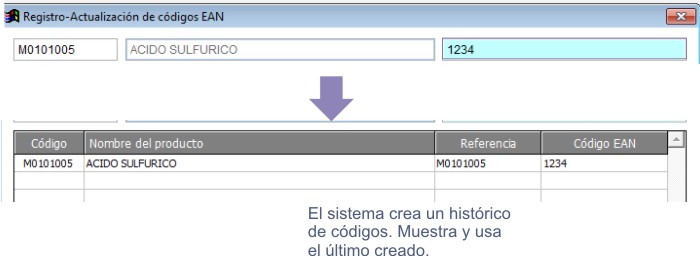 Registro-Actualización de códigos EAN
M0101005 ACIDO SULFURICO 1234
Código Nombre del producto Referencia Código EAN
M0101005 ACIDO SULFURICO M0101005 1234
El sistema crea un histórico
de códigos. Muestra y usa
el último creado.